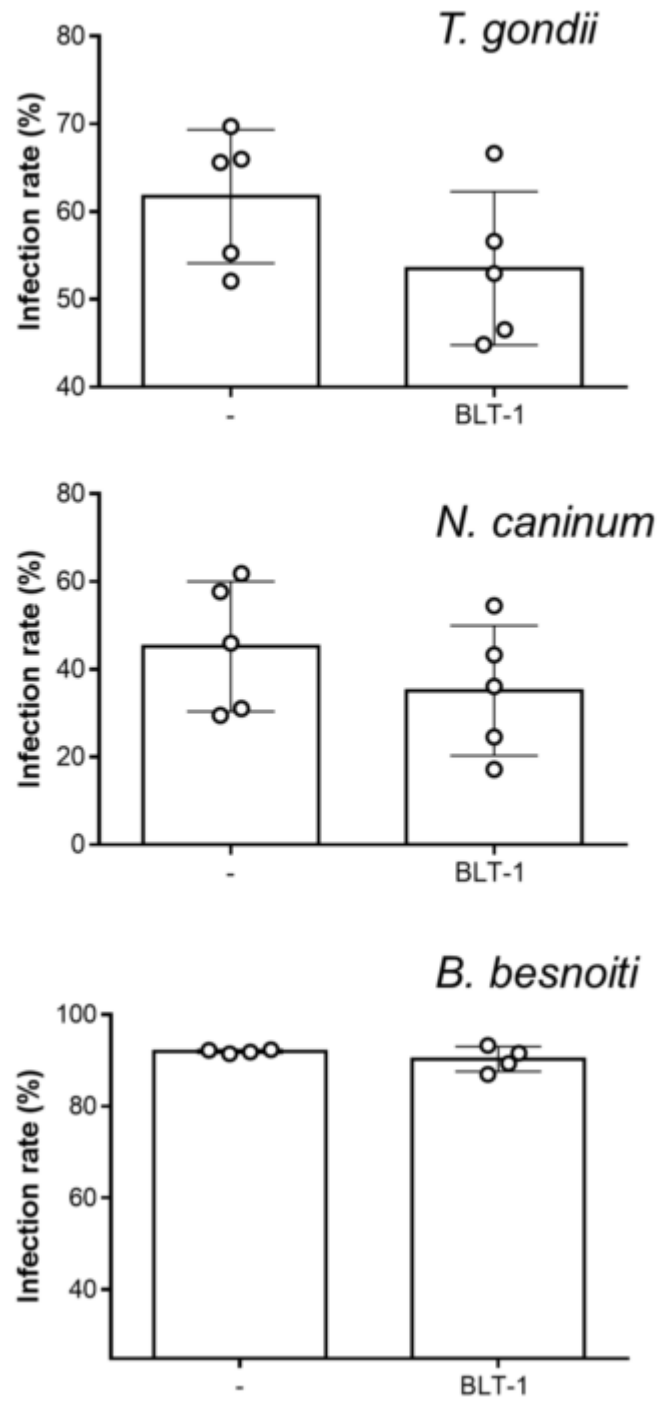 T. gondii
Infection rate (%)
80
70
60
50
40
-
BLT-1
N. caninum
Infection rate (%)
80
60
40
20
0
-
BLT-1
B. besnoiti
Infection rate (%)
100
80
60
40
-
BLT-1